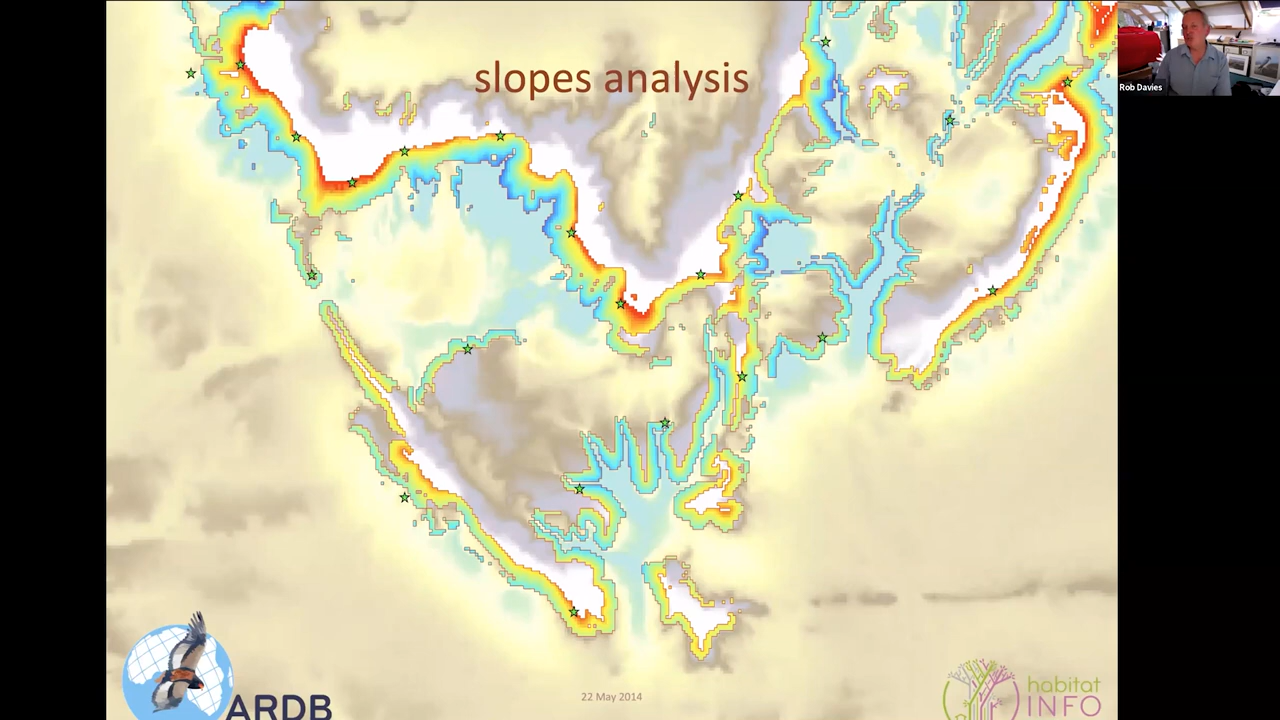 slopes analysis
Rob Davies
22 May 2014
ARDB
habitat
INFO